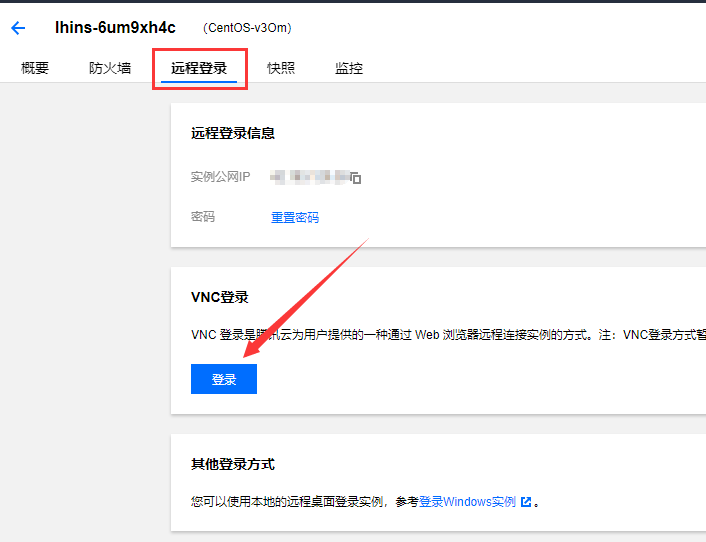 lhins-6um9xh4c （CentOS-v3Om）
概要 防火墙 远程登录 快照 监控
远程登录信息
实例公网IP
密码 重置密码
VNC登录
VNC 登录是腾讯云为用户提供的一种通过 Web 浏览器远程连接实例的方式。注：VNC登录方式暂
登录
其他登录方式
您可以使用本地的远程桌面登录实例，参考登录Windows实例 。